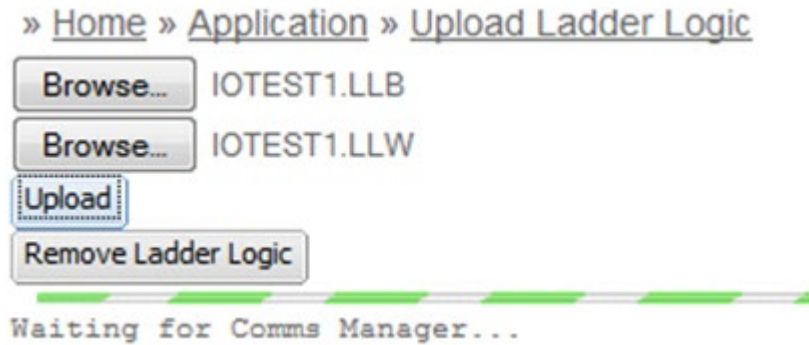 » Home » Application » Upload Ladder Logic
Browse... IOTEST1.LLB
Browse... IOTEST1.LLW
Upload
Remove Ladder Logic
Waiting for Comms Manager...